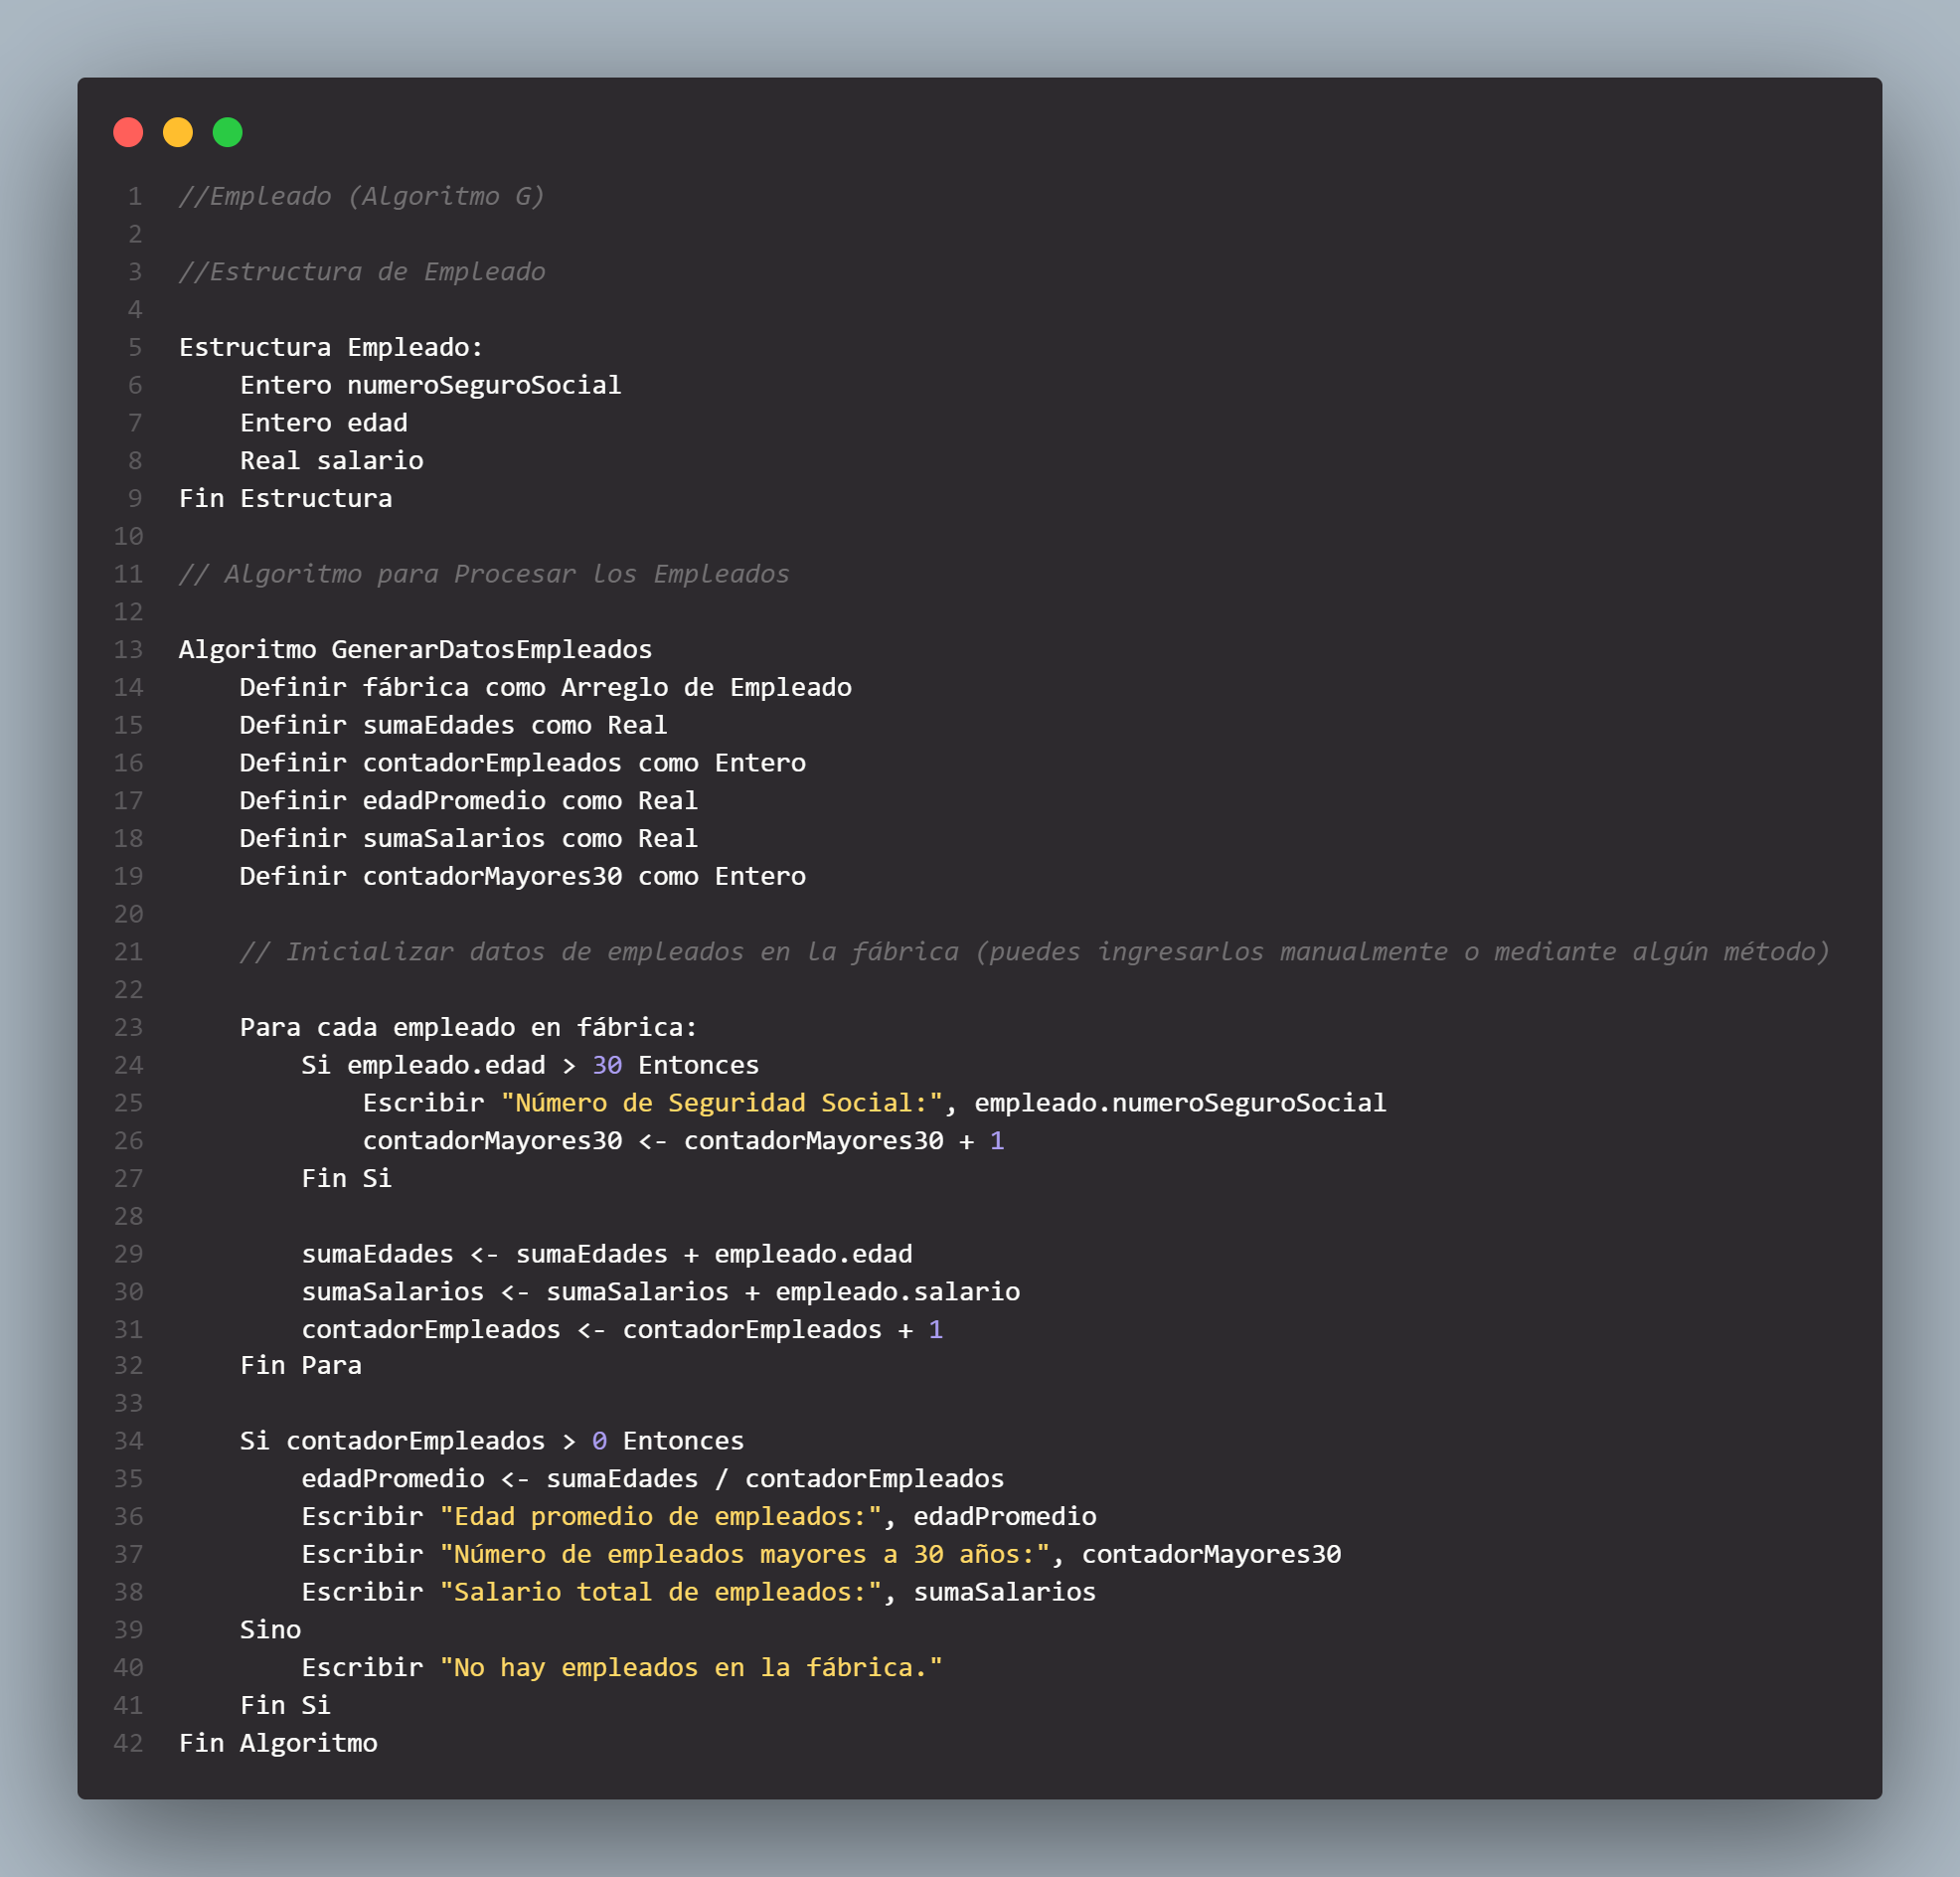 1 //Empleado (Algoritmo G)
2
3 //Estructura de Empleado
4
5 Estructura Empleado:
6     Entero numeroSeguroSocial
7     Entero edad
8     Real salario
9 Fin Estructura
10
11 // Algoritmo para Procesar los Empleados
12
13 Algoritmo GenerarDatosEmpleados
14     Definir fábrica como Arreglo de Empleado
15     Definir sumaEdades como Real
16     Definir contadorEmpleados como Entero
17     Definir edadPromedio como Real
18     Definir sumaSalarios como Real
19     Definir contadorMayores30 como Entero
20
21     // Inicializar datos de empleados en la fábrica (puedes ingresarlos manualmente o mediante algún método)
22
23     Para cada empleado en fábrica:
24         Si empleado.edad > 30 Entonces
25             Escribir "Número de Seguridad Social:", empleado.numeroSeguroSocial
26             contadorMayores30 <- contadorMayores30 + 1
27         Fin Si
28
29         sumaEdades <- sumaEdades + empleado.edad
30         sumaSalarios <- sumaSalarios + empleado.salario
31         contadorEmpleados <- contadorEmpleados + 1
32     Fin Para
33
34     Si contadorEmpleados > 0 Entonces
35         edadPromedio <- sumaEdades / contadorEmpleados
36         Escribir "Edad promedio de empleados:", edadPromedio
37         Escribir "Número de empleados mayores a 30 años:", contadorMayores30
38         Escribir "Salario total de empleados:", sumaSalarios
39     Sino
40         Escribir "No hay empleados en la fábrica."
41     Fin Si
42 Fin Algoritmo